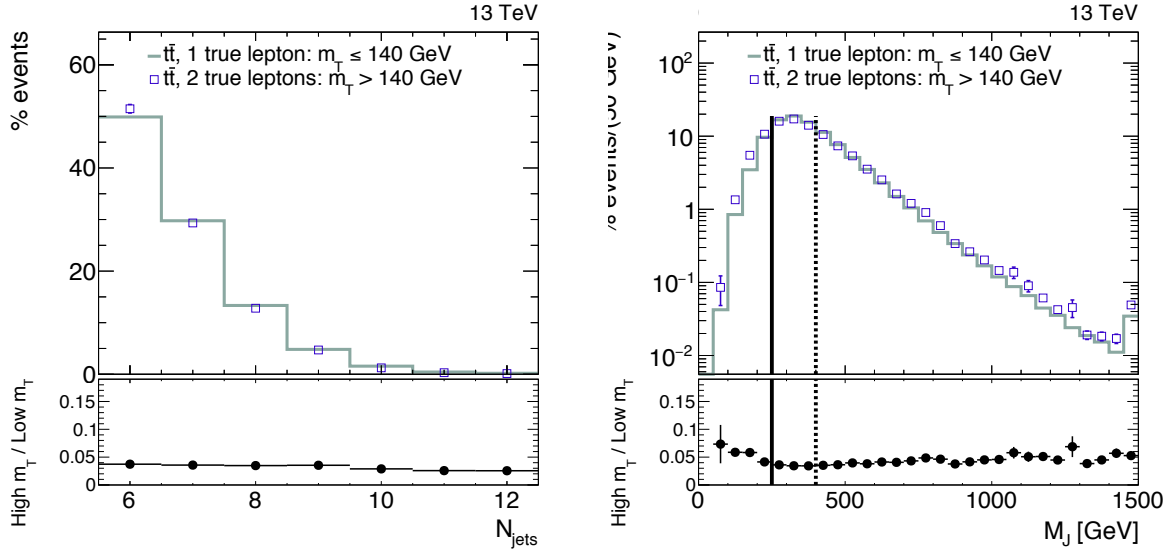 13 TeV
tt̄, 1 true lepton: m_T ≤ 140 GeV
tt̄, 2 true leptons: m_T > 140 GeV
% events
60
40
20
0
High m_T / Low m_T
0.15
0.1
0.05
0
6 8 10 12
N_jets
13 TeV
tt̄, 1 true lepton: m_T ≤ 140 GeV
tt̄, 2 true leptons: m_T > 140 GeV
% events/(50 GeV)
10²
10
1
10⁻¹
10⁻²
High m_T / Low m_T
0.15
0.1
0.05
0
0 500 1000 1500
M_J [GeV]